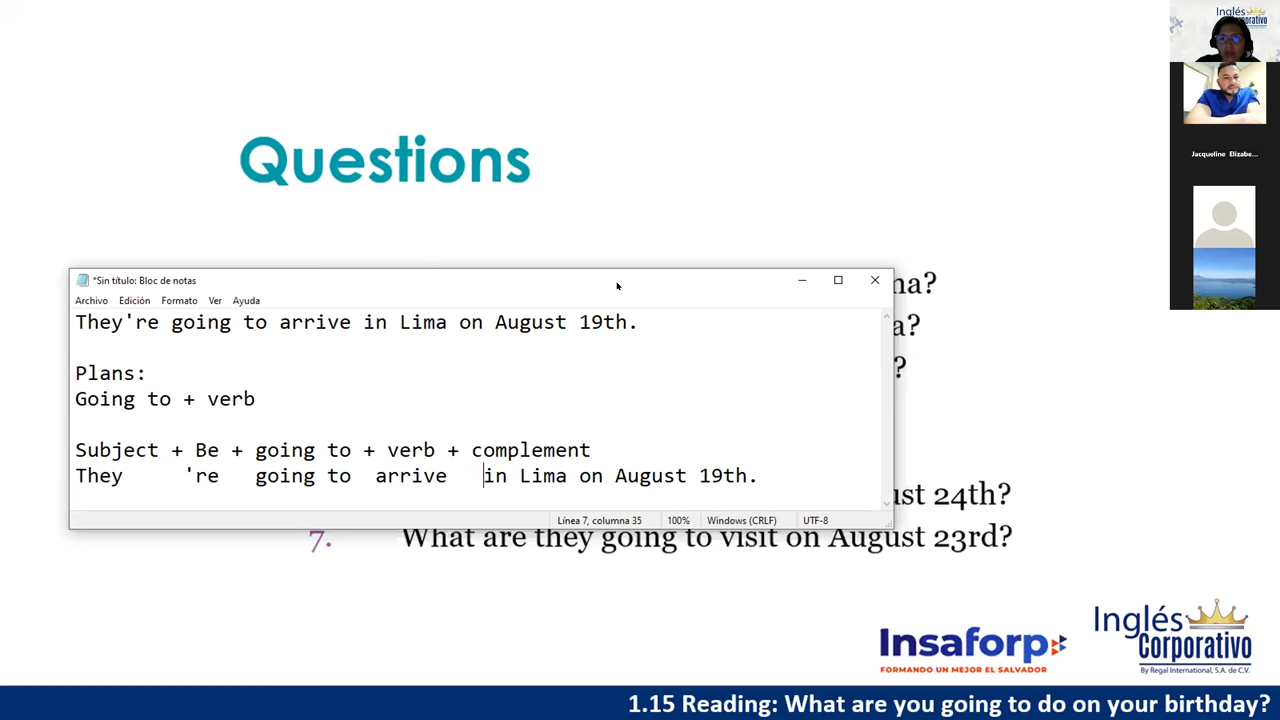 Inglés
Corporativo
Questions
Jacqueline Elizabe...
*Sin título: Bloc de notas
Archivo Edición Formato Ver Ayuda
They're going to arrive in Lima on August 19th.
Plans:
Going to + verb
Subject + Be + going to + verb + complement
They 're going to arrive in Lima on August 19th.
Línea 7, columna 35 100% Windows (CRLF) UTF-8
?
?
?
24th?
7. What are they going to visit on August 23rd?
Insaforp
FORMANDO UN MEJOR EL SALVADOR
Inglés
Corporativo
By Regal International, S.A. de C.V.
1.15 Reading: What are you going to do on your birthday?